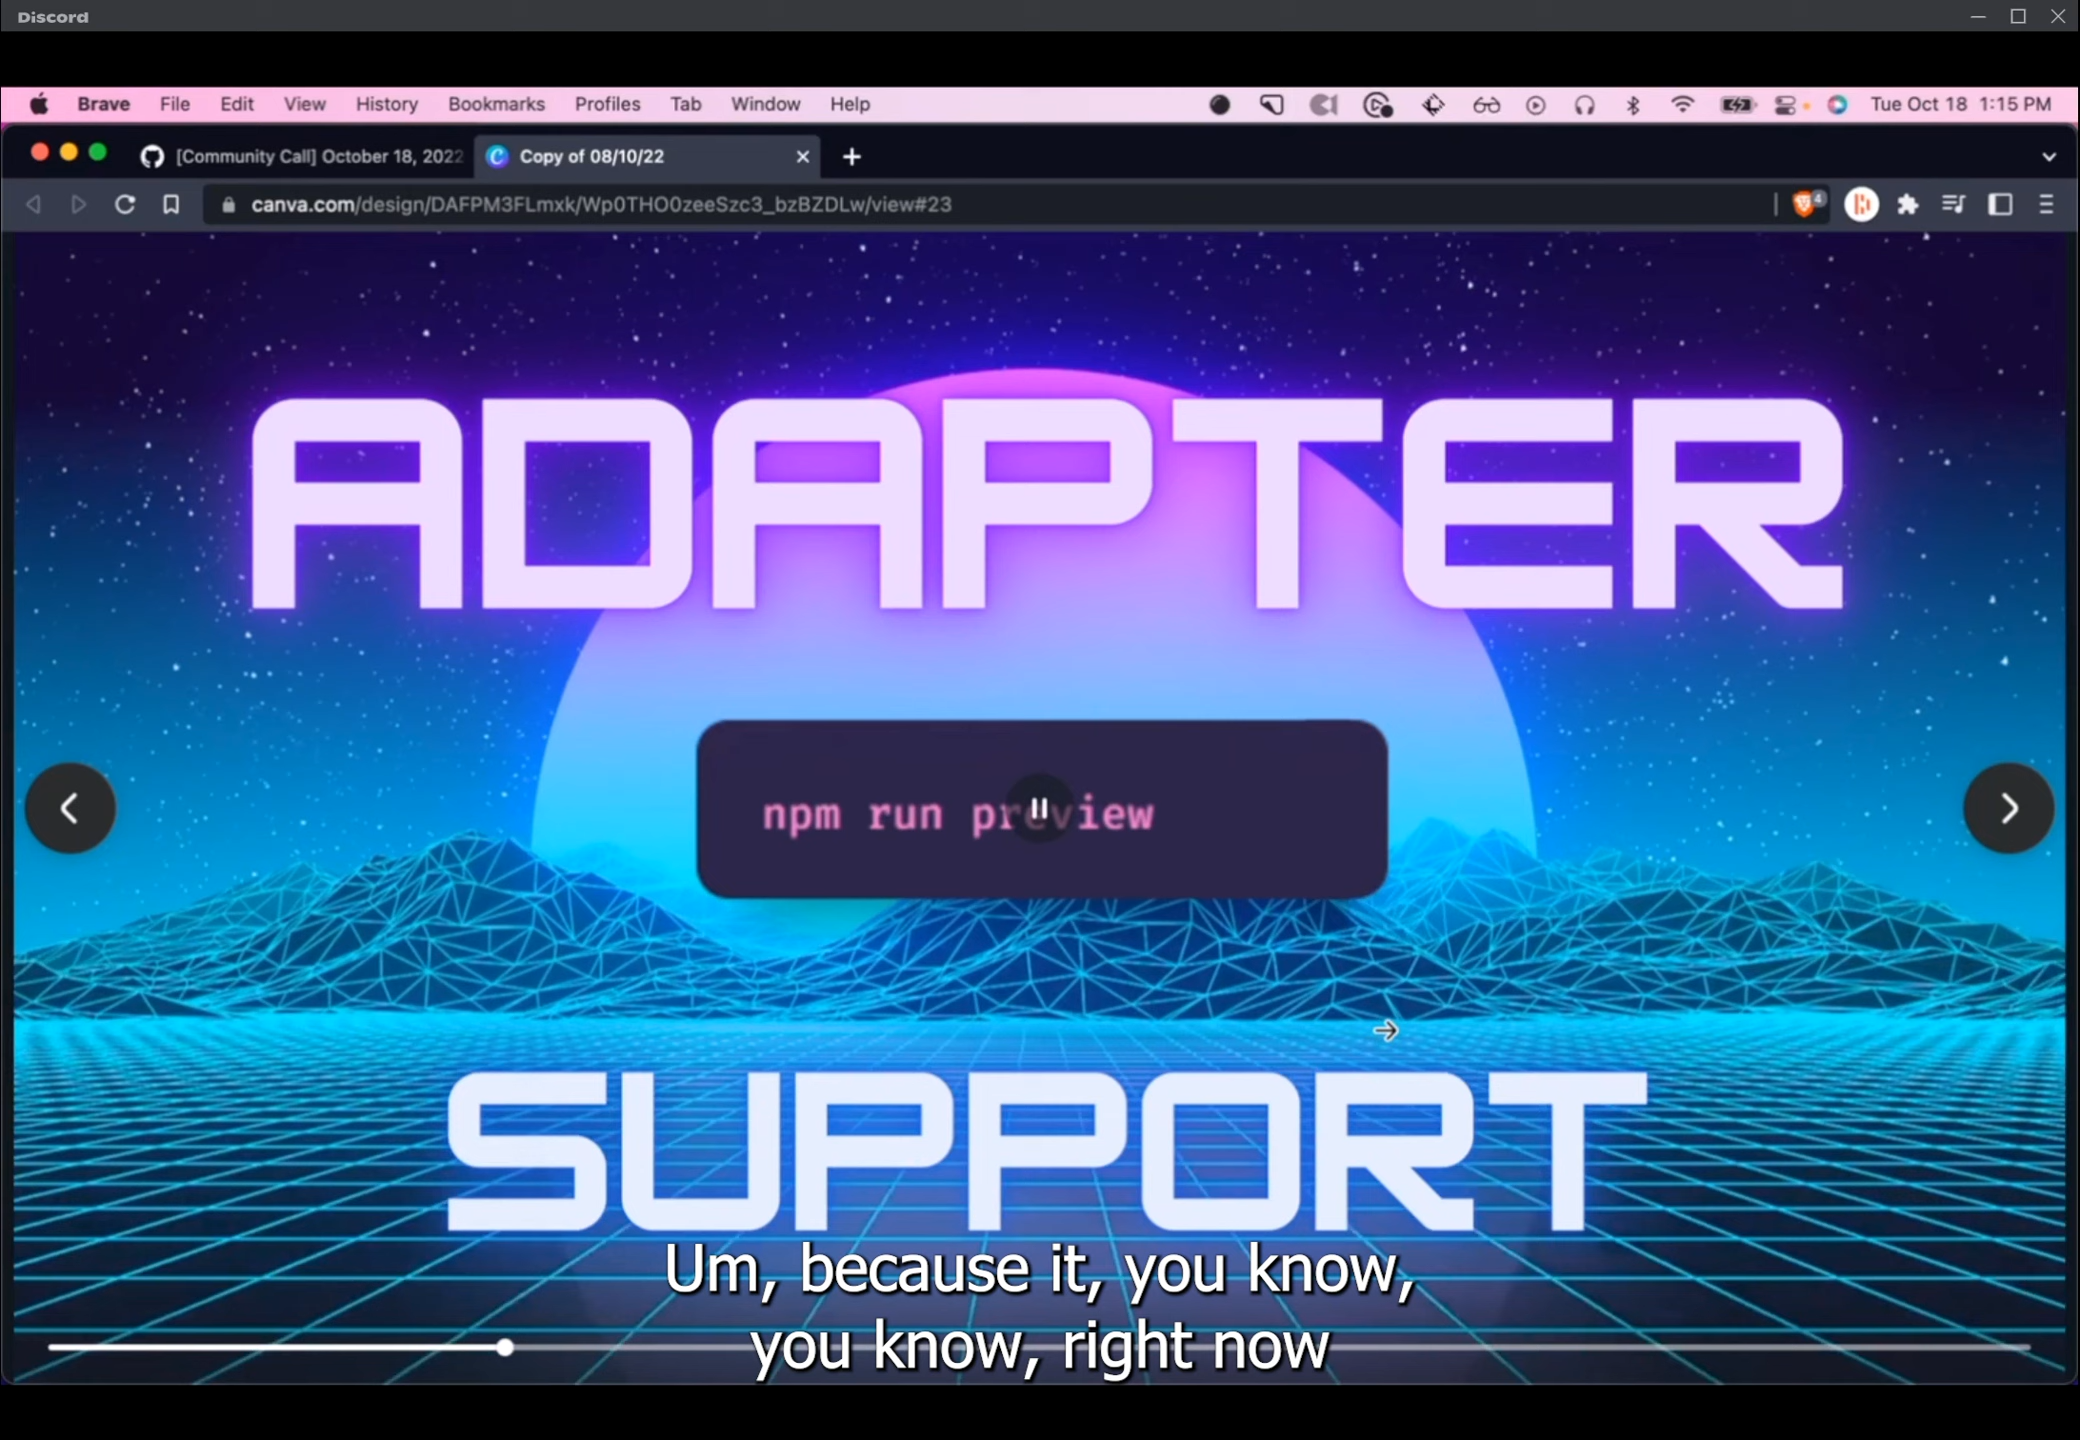 Discord
Brave File Edit View History Bookmarks Profiles Tab Window Help
Tue Oct 18 1:15 PM
[Community Call] October 18, 2022
Copy of 08/10/22
canva.com/design/DAFPM3FLmxk/Wp0THO0zeeSzc3_bzBZDLw/view#23
4
ADAPTER
npm run preview
SUPPORT
Um, because it, you know,
you know, right now